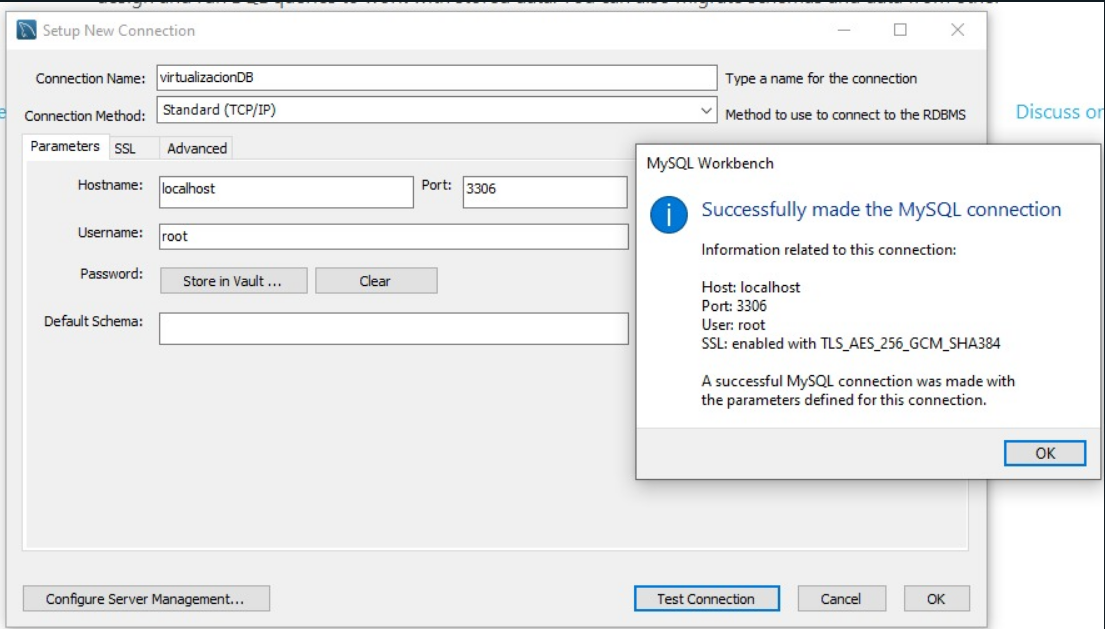 Setup New Connection
Connection Name: virtualizacionDB Type a name for the connection
Connection Method: Standard (TCP/IP) Method to use to connect to the RDBMS
Discuss on
Parameters SSL Advanced
Hostname: localhost Port: 3306
Username: root
Password: Store in Vault ... Clear
Default Schema:
MySQL Workbench
Successfully made the MySQL connection
Information related to this connection:
Host: localhost
Port: 3306
User: root
SSL: enabled with TLS_AES_256_GCM_SHA384
A successful MySQL connection was made with
the parameters defined for this connection.
OK
Configure Server Management... Test Connection Cancel OK